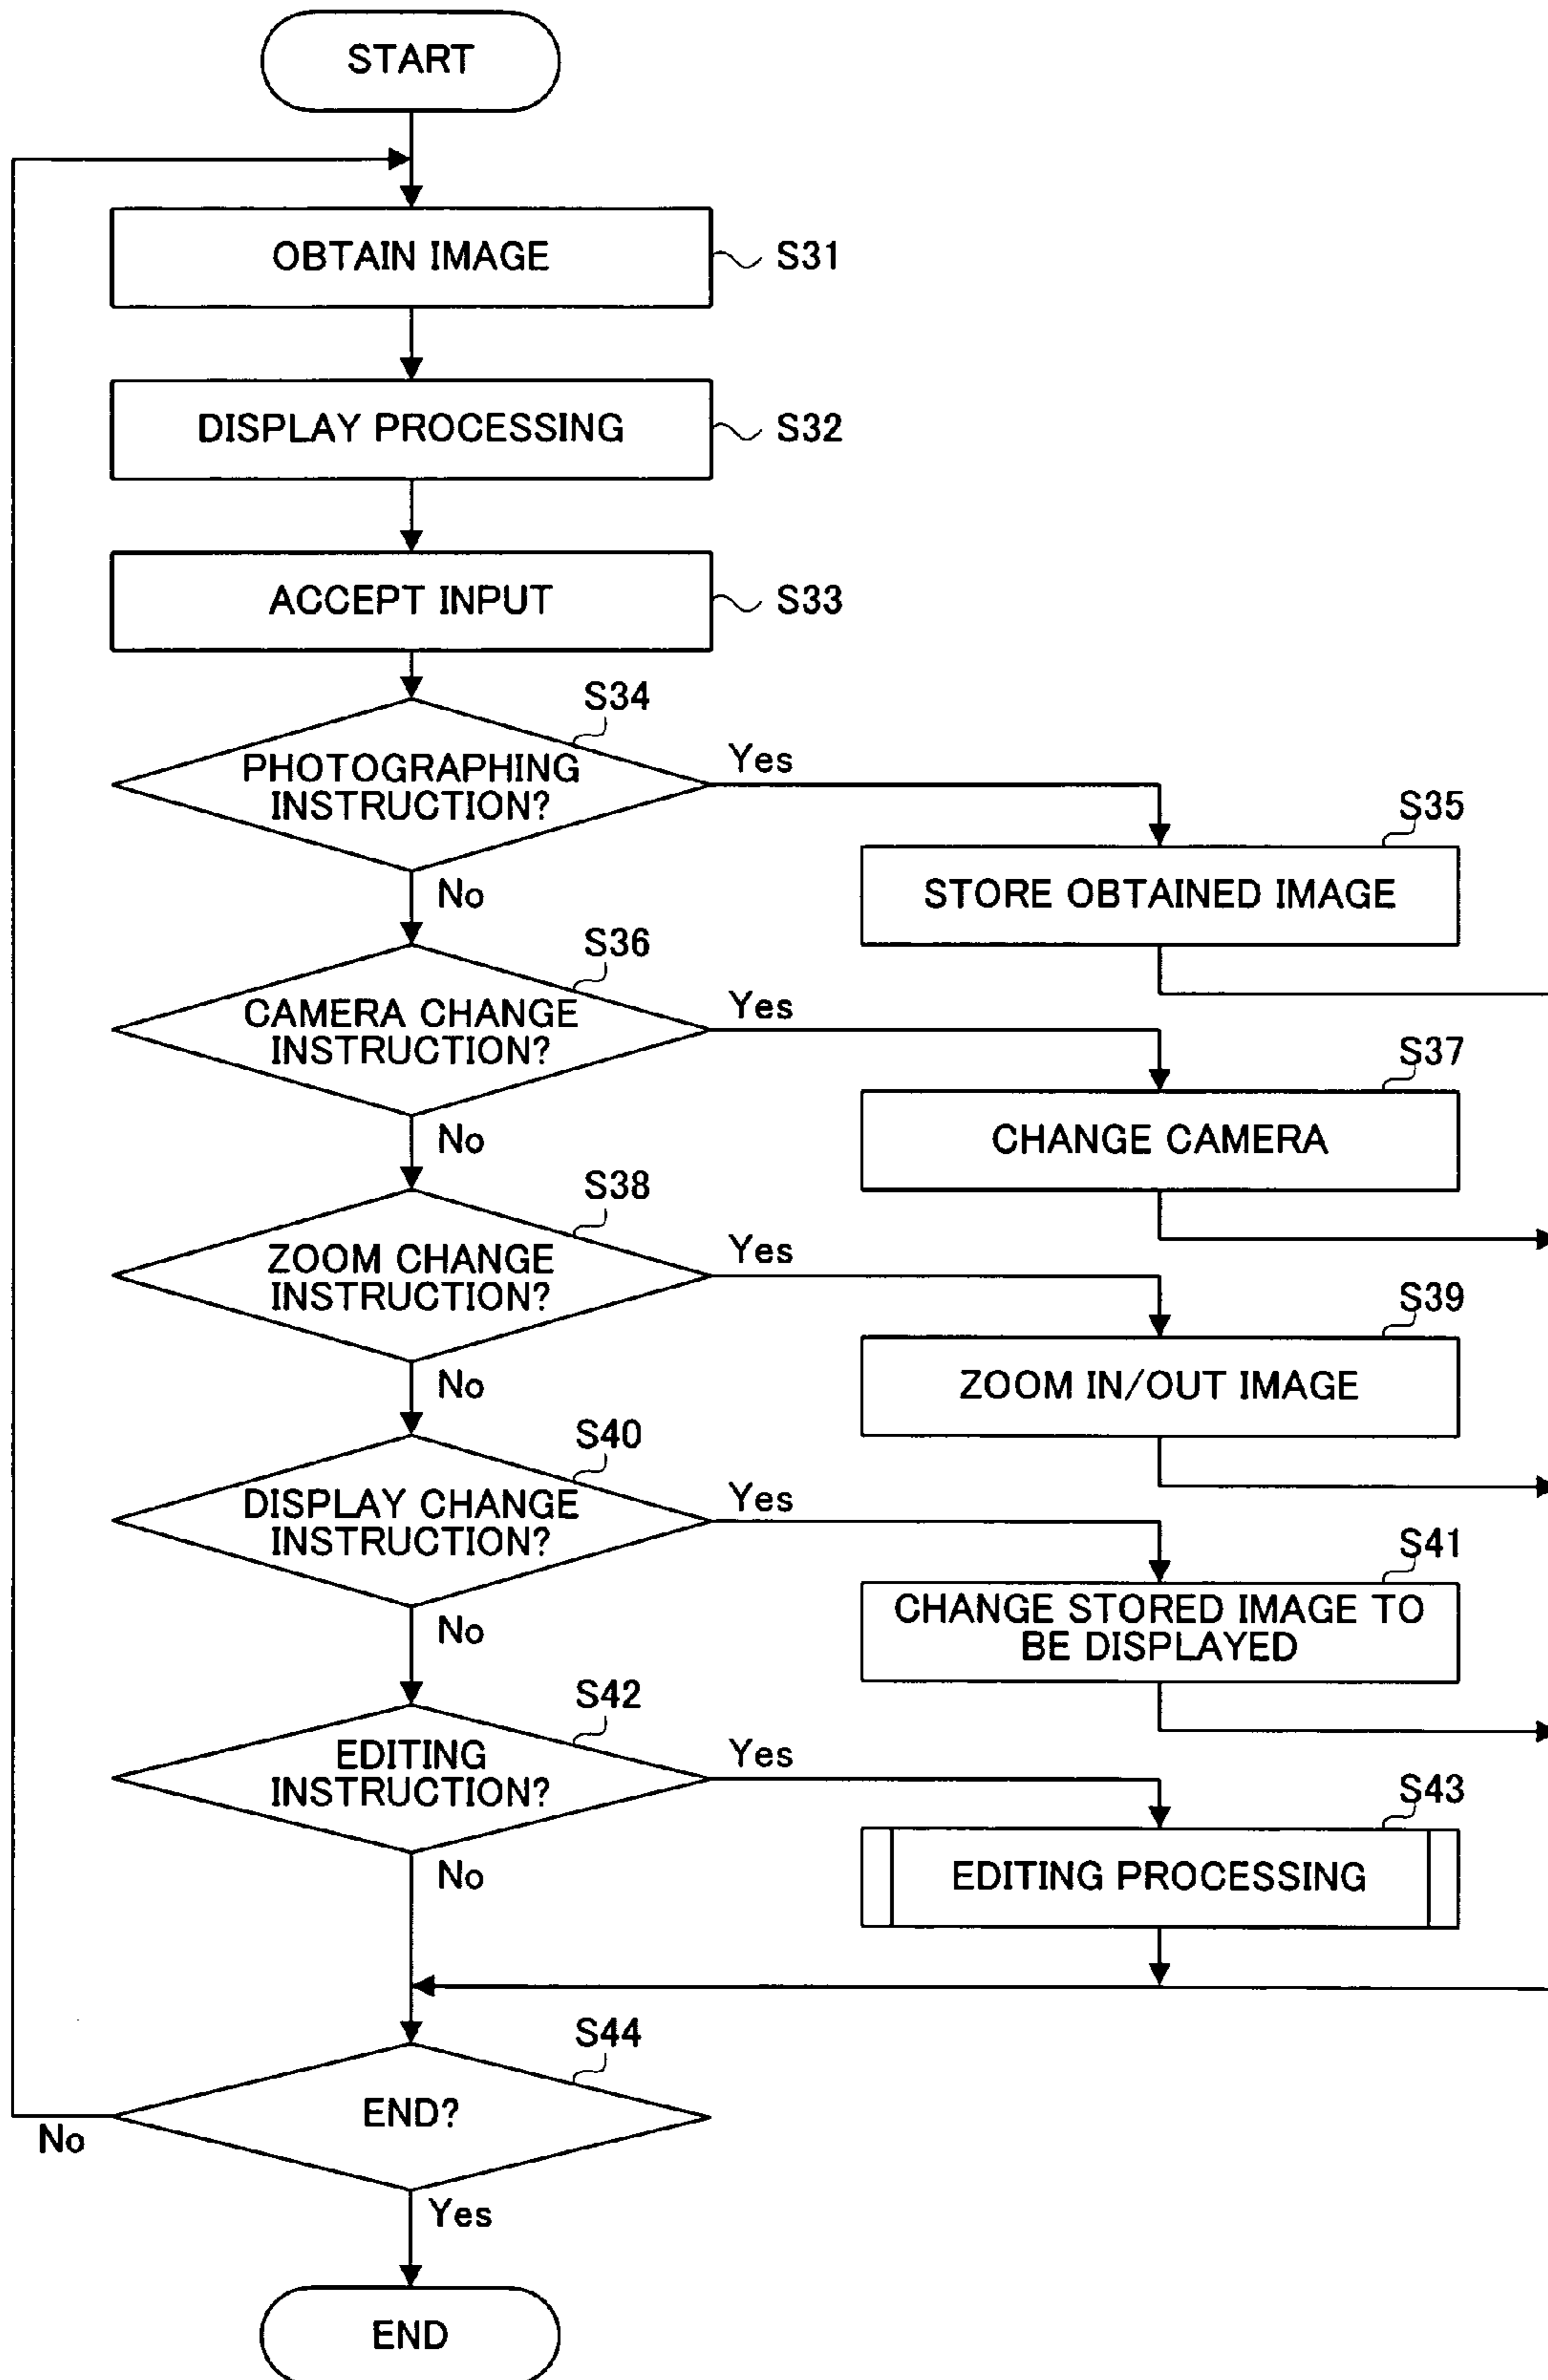 START
OBTAIN IMAGE
S31
DISPLAY PROCESSING
S32
ACCEPT INPUT
S33
S34
PHOTOGRAPHING
INSTRUCTION?
Yes
No
S35
STORE OBTAINED IMAGE
S36
CAMERA CHANGE
INSTRUCTION?
Yes
No
S37
CHANGE CAMERA
S38
ZOOM CHANGE
INSTRUCTION?
Yes
No
S39
ZOOM IN/OUT IMAGE
S40
DISPLAY CHANGE
INSTRUCTION?
Yes
No
S41
CHANGE STORED IMAGE TO
BE DISPLAYED
S42
EDITING
INSTRUCTION?
Yes
No
S43
EDITING PROCESSING
S44
END?
No
Yes
END